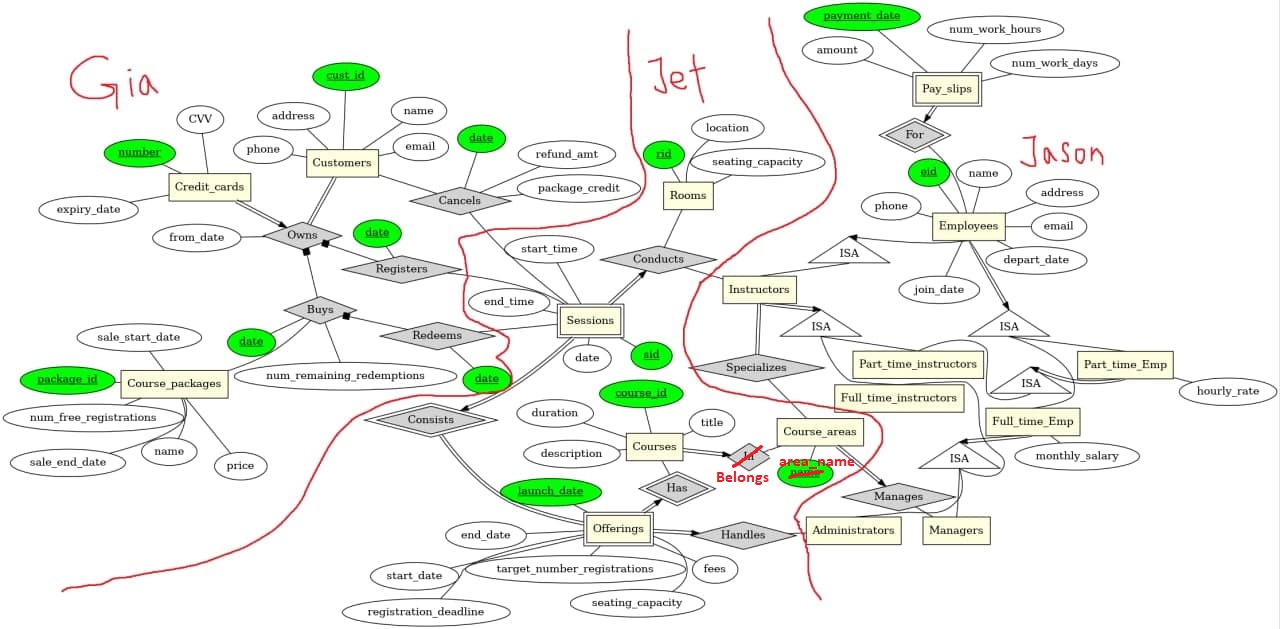 payment_date
num_work_hours
amount
num_work_days
Pay_slips
Gia
Jet
Jason
cust_id
address
name
CVV
phone
email
number
Customers
Credit_cards
date
refund_amt
package_credit
expiry_date
Cancels
from_date
Owns
date
Registers
location
rid
seating_capacity
Rooms
For
eid
name
address
phone
Employees
email
depart_date
join_date
ISA
start_time
Conducts
Instructors
end_time
Sessions
date
sid
Buys
Redeems
date
num_remaining_redemptions
date
sale_start_date
package_id
Course_packages
num_free_registrations
sale_end_date
name
price
ISA
ISA
Part_time_instructors
Part_time_Emp
ISA
hourly_rate
Specializes
Full_time_instructors
Full_time_Emp
monthly_salary
ISA
Consists
course_id
duration
title
description
Courses
In
Belongs
Course_areas
area_name
name
Has
Manages
launch_date
Offerings
Handles
Administrators
Managers
end_date
start_date
target_number_registrations
fees
registration_deadline
seating_capacity